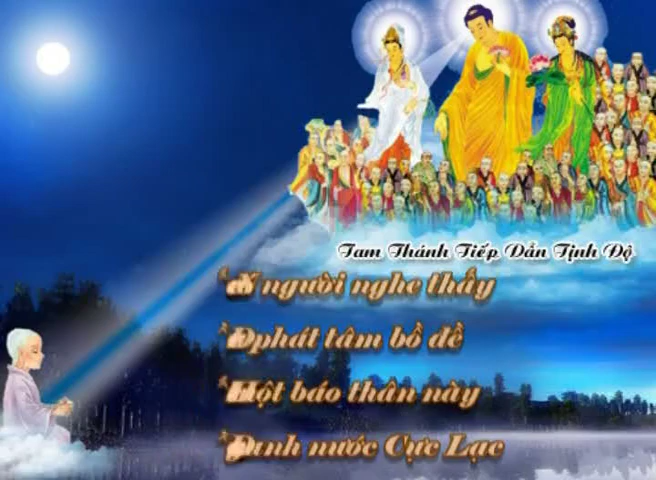 Tam Thánh Tiếp Dẫn Tịnh Độ
người nghe thấy
phát tâm bồ đề
báo thân này
nước Cực Lạc